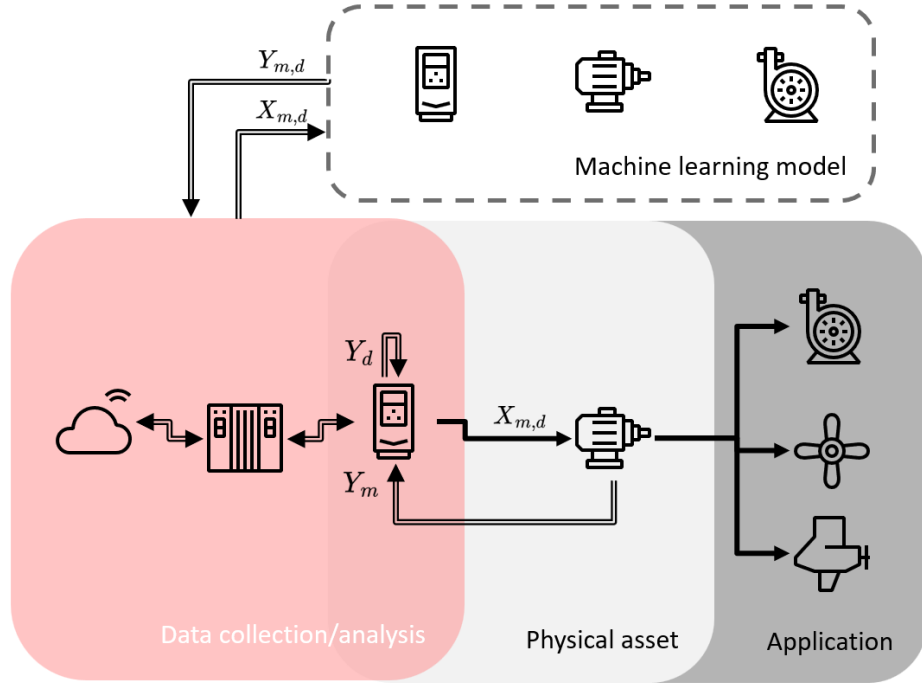 Y_{m,d}
X_{m,d}
Machine learning model
Y_d
X_{m,d}
Y_m
Data collection/analysis
Physical asset
Application